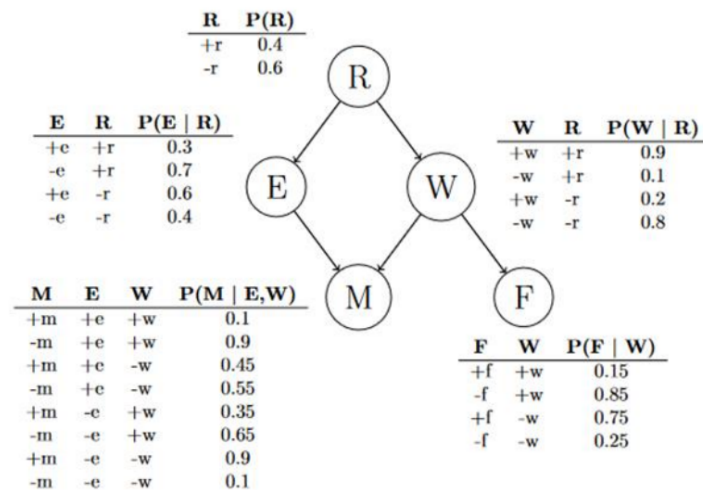 R P(R)
+r 0.4
-r 0.6
R
E R P(E | R)
+e +r 0.3
-e +r 0.7
+e -r 0.6
-e -r 0.4
W R P(W | R)
+w +r 0.9
-w +r 0.1
+w -r 0.2
-w -r 0.8
E
W
M E W P(M | E,W)
+m +e +w 0.1
-m +e +w 0.9
+m +e -w 0.45
-m +e -w 0.55
+m -e +w 0.35
-m -e +w 0.65
+m -e -w 0.9
-m -e -w 0.1
M
F
F W P(F | W)
+f +w 0.15
-f +w 0.85
+f -w 0.75
-f -w 0.25